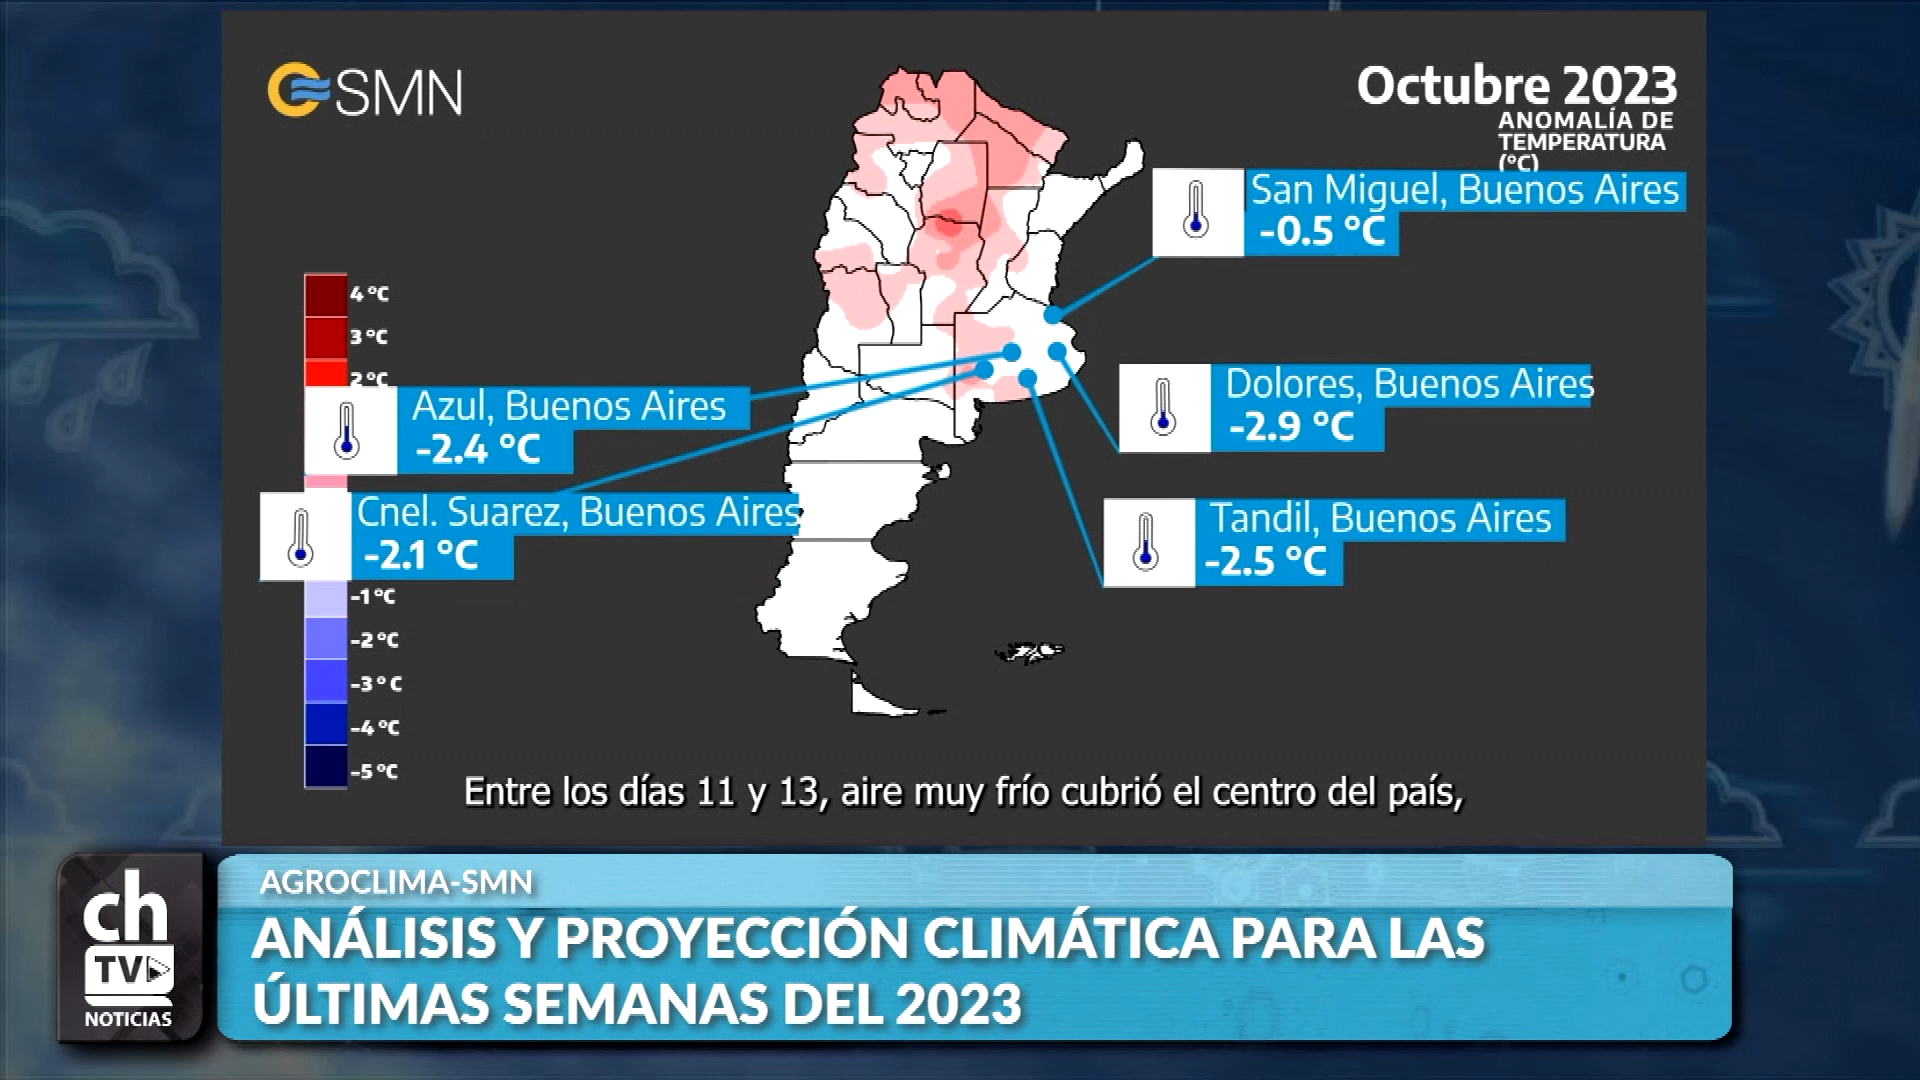 SMN
Octubre 2023
ANOMALÍA DE
TEMPERATURA
(°C)
San Miguel, Buenos Aires
-0.5 °C
4 °C
3 °C
2 °C
Azul, Buenos Aires
-2.4 °C
Dolores, Buenos Aires
-2.9 °C
Cnel. Suarez, Buenos Aires
-2.1 °C
Tandil, Buenos Aires
-2.5 °C
-1 °C
-2 °C
-3 °C
-4 °C
-5 °C
Entre los días 11 y 13, aire muy frío cubrió el centro del país,
AGROCLIMA-SMN
ANÁLISIS Y PROYECCIÓN CLIMÁTICA PARA LAS
ÚLTIMAS SEMANAS DEL 2023
ch
TV
NOTICIAS